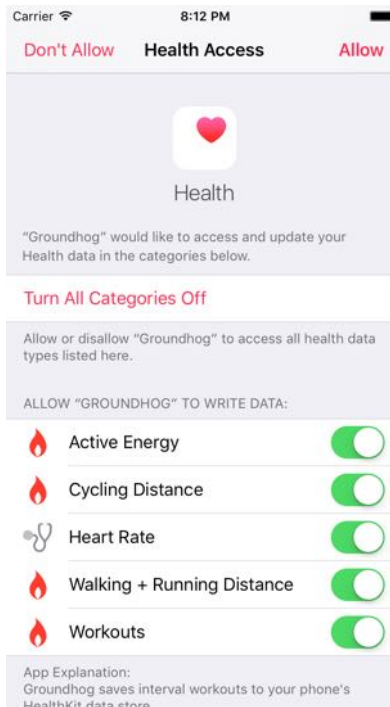 Carrier 8:12 PM
Don't Allow Health Access Allow
Health
"Groundhog" would like to access and update your
Health data in the categories below.
Turn All Categories Off
Allow or disallow "Groundhog" to access all health data
types listed here.
ALLOW "GROUNDHOG" TO WRITE DATA:
Active Energy
Cycling Distance
Heart Rate
Walking + Running Distance
Workouts
App Explanation:
Groundhog saves interval workouts to your phone's
HealthKit data store